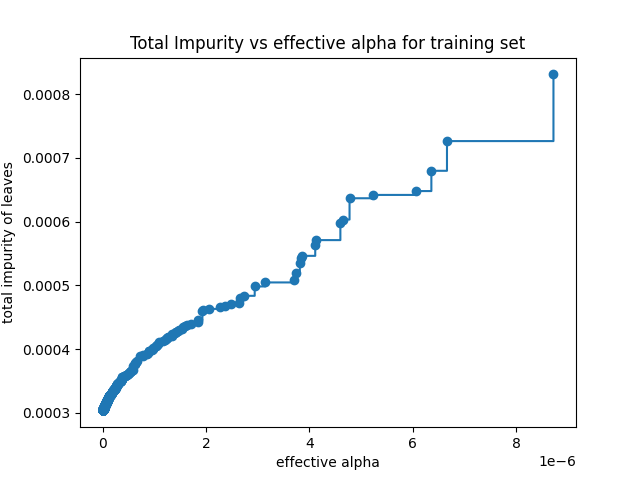 Total Impurity vs effective alpha for training set
0.0008
0.0007
0.0006
0.0005
0.0004
0.0003
total impurity of leaves
0
2
4
6
8
1e−6
effective alpha